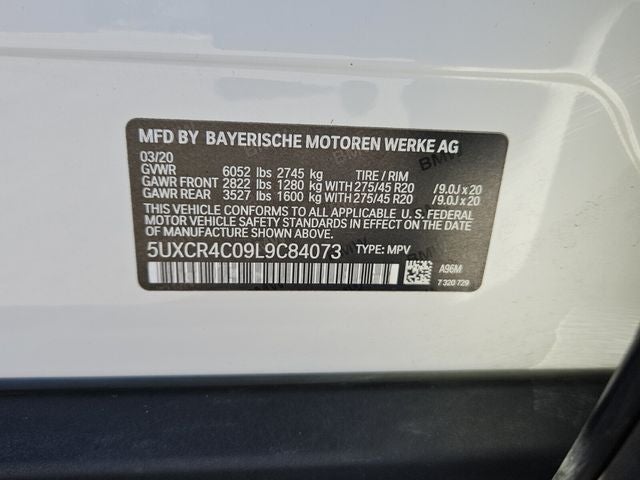 MFD BY BAYERISCHE MOTOREN WERKE AG
03/20
GVWR 6052 lbs 2745 kg TIRE / RIM
GAWR FRONT 2822 lbs 1280 kg WITH 275/45 R20 /9.0J x 20
GAWR REAR 3527 lbs 1600 kg WITH 275/45 R20 /9.0J x 20
THIS VEHICLE CONFORMS TO ALL APPLICABLE U. S. FEDERAL
MOTOR VEHICLE SAFETY STANDARDS IN EFFECT ON THE DATE
OF MANUFACTURE SHOWN ABOVE.
5UXCR4C09L9C84073 TYPE: MPV
A96M
7 320 729
BMW
BMW